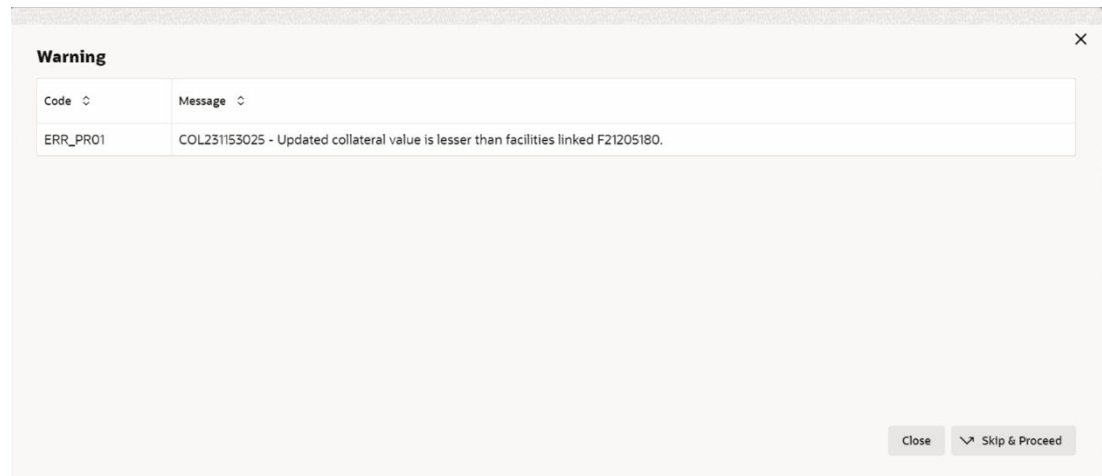 Warning
Code Message
ERR_PR01 COL231153025 - Updated collateral value is lesser than facilities linked F21205180.
Close Skip & Proceed